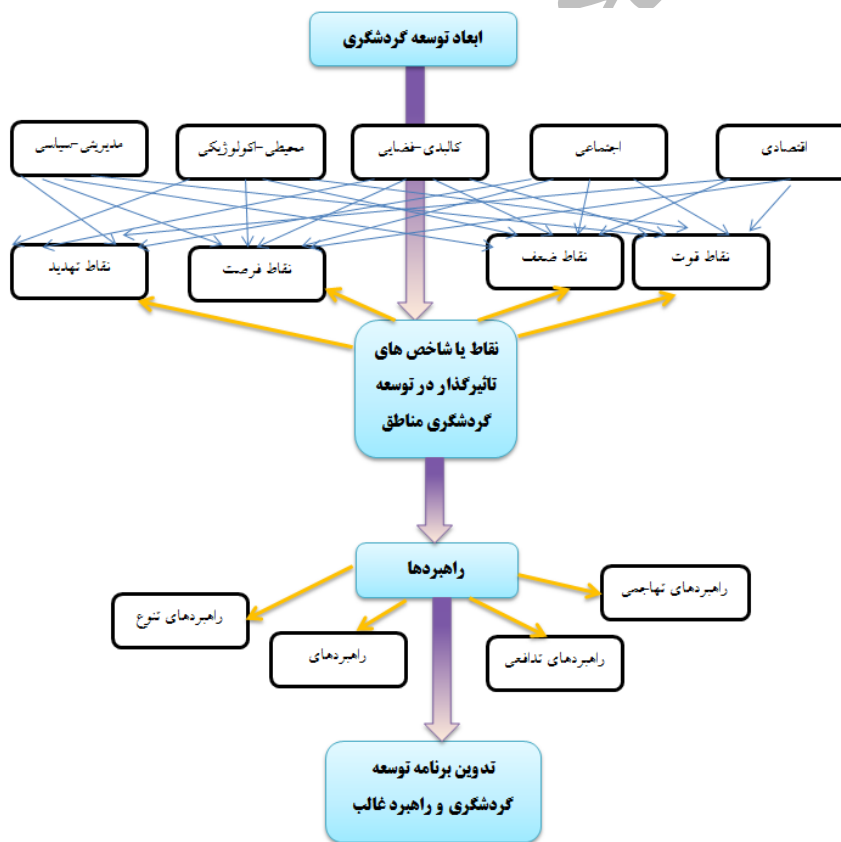 ابعاد توسعه گردشگری
اقتصادی
اجتماعی
کالبدی-فضایی
محیطی-اکولوژیکی
مدیریتی-سیاسی
نقاط قوت
نقاط ضعف
نقاط فرصت
نقاط تهدید
نقاط یا شاخص های
تاثیرگذار در توسعه
گردشگری مناطق
راهبردها
راهبردهای تهاجمی
راهبردهای تدافعی
راهبردهای
راهبردهای تنوع
تدوین برنامه توسعه
گردشگری و راهبرد غالب